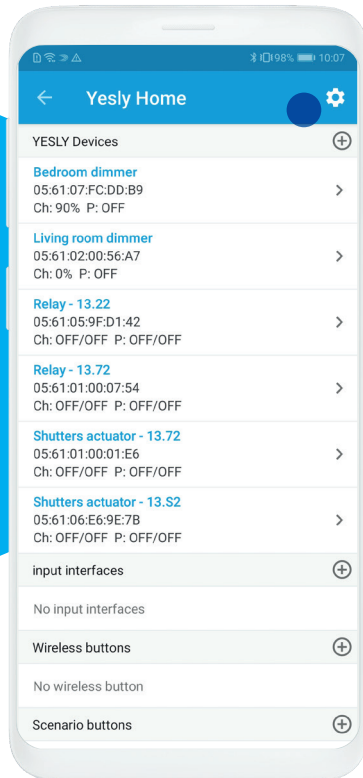 98% 10:07
Yesly Home
YESLY Devices
Bedroom dimmer
05:61:07:FC:DD:B9
Ch: 90% P: OFF
Living room dimmer
05:61:02:00:56:A7
Ch: 0% P: OFF
Relay - 13.22
05:61:05:9F:D1:42
Ch: OFF/OFF P: OFF/OFF
Relay - 13.72
05:61:01:00:07:54
Ch: OFF/OFF P: OFF/OFF
Shutters actuator - 13.72
05:61:01:00:01:E6
Ch: OFF/OFF P: OFF/OFF
Shutters actuator - 13.S2
05:61:06:E6:9E:7B
Ch: OFF/OFF P: OFF/OFF
input interfaces
No input interfaces
Wireless buttons
No wireless button
Scenario buttons